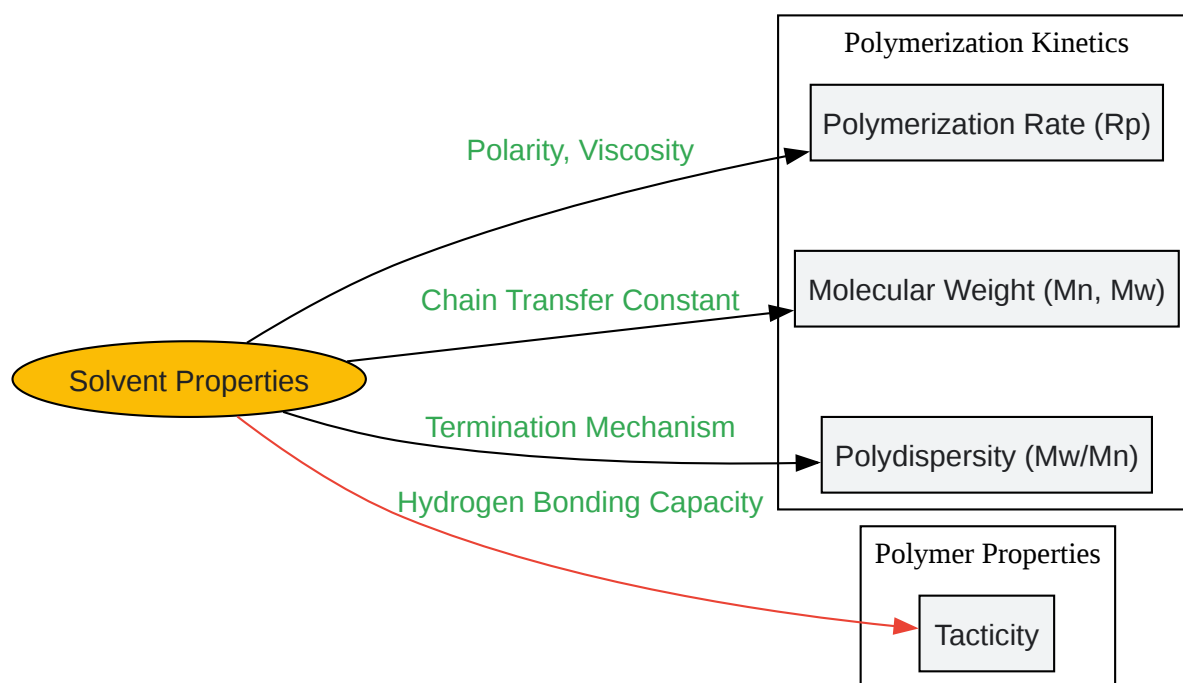 Polymerization Kinetics
Polymerization Rate (Rp)
Polarity, Viscosity
Molecular Weight (Mn, Mw)
Chain Transfer Constant
Solvent Properties
Termination Mechanism
Polydispersity (Mw/Mn)
Hydrogen Bonding Capacity
Polymer Properties
Tacticity